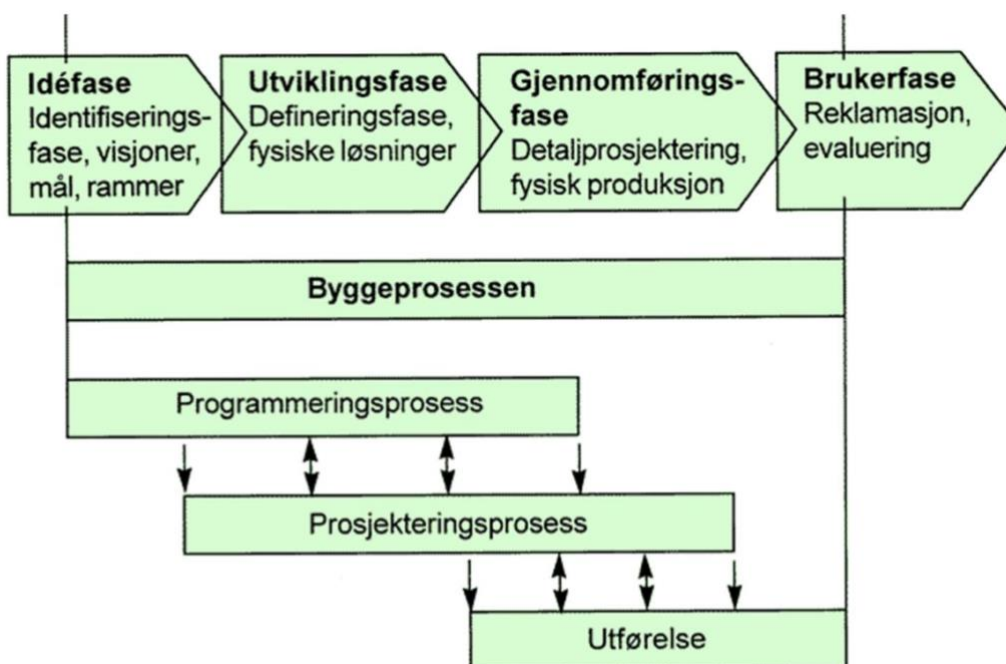 Idéfase
Identifiserings-
fase, visjoner,
mål, rammer
Utviklingsfase
Defineringsfase,
fysiske løsninger
Gjennomførings-
fase
Detaljprosjektering,
fysisk produksjon
Brukerfase
Reklamasjon,
evaluering
Byggeprosessen
Programmeringsprosess
Prosjekteringsprosess
Utførelse